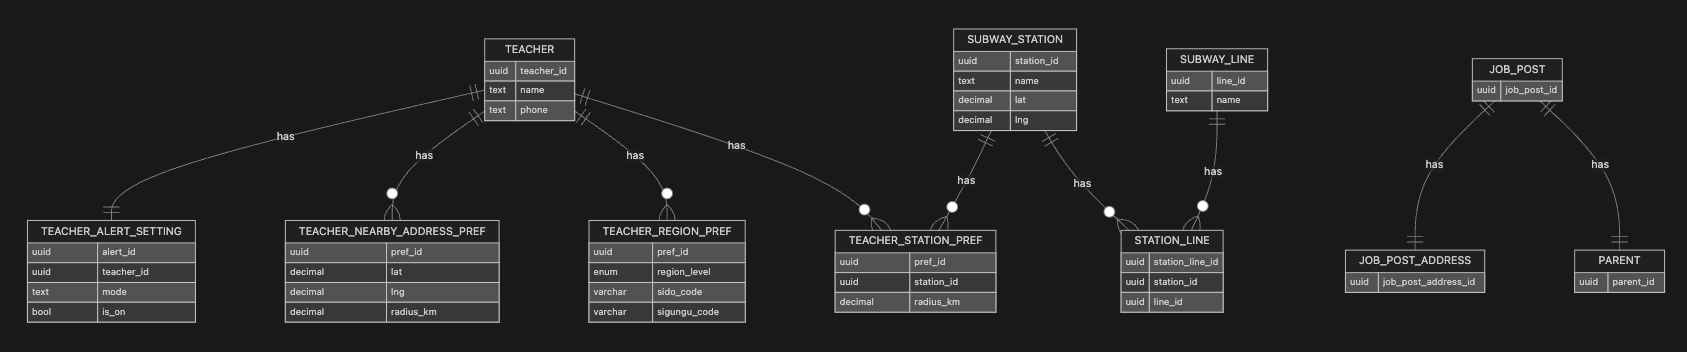 TEACHER
uuid teacher_id
text name
text phone
SUBWAY_STATION
uuid station_id
text name
decimal lat
decimal lng
SUBWAY_LINE
uuid line_id
text name
JOB_POST
uuid job_post_id
has
has
has
has
has
has
has
has
has
TEACHER_ALERT_SETTING
uuid alert_id
uuid teacher_id
text mode
bool is_on
TEACHER_NEARBY_ADDRESS_PREF
uuid pref_id
decimal lat
decimal lng
decimal radius_km
TEACHER_REGION_PREF
uuid pref_id
enum region_level
varchar sido_code
varchar sigungu_code
TEACHER_STATION_PREF
uuid pref_id
uuid station_id
decimal radius_km
STATION_LINE
uuid station_line_id
uuid station_id
uuid line_id
JOB_POST_ADDRESS
uuid job_post_address_id
PARENT
uuid parent_id